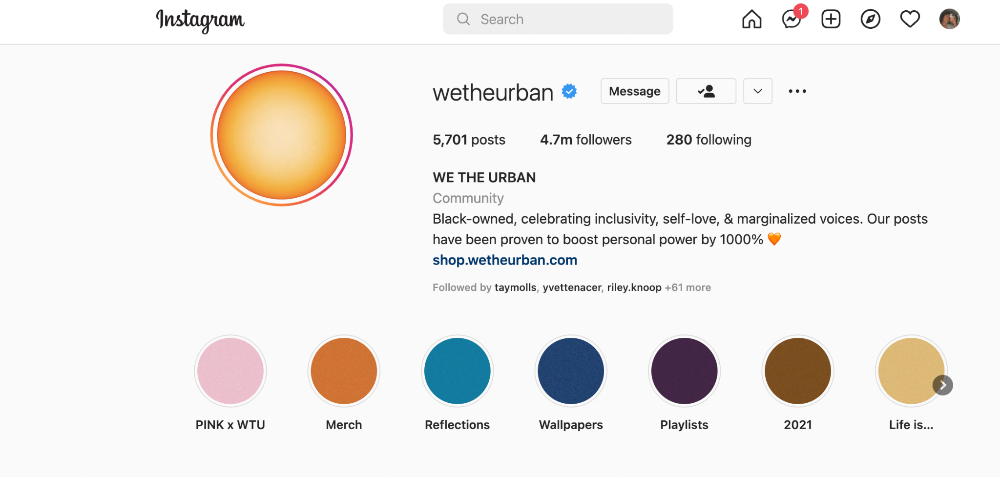 Instagram
Search
1
wetheurban
Message
5,701 posts 4.7m followers 280 following
WE THE URBAN
Community
Black-owned, celebrating inclusivity, self-love, & marginalized voices. Our posts
have been proven to boost personal power by 1000% 🧡
shop.wetheurban.com
Followed by taymolls, yvettenacer, riley.knoop +61 more
PINK x WTU
Merch
Reflections
Wallpapers
Playlists
2021
Life is...